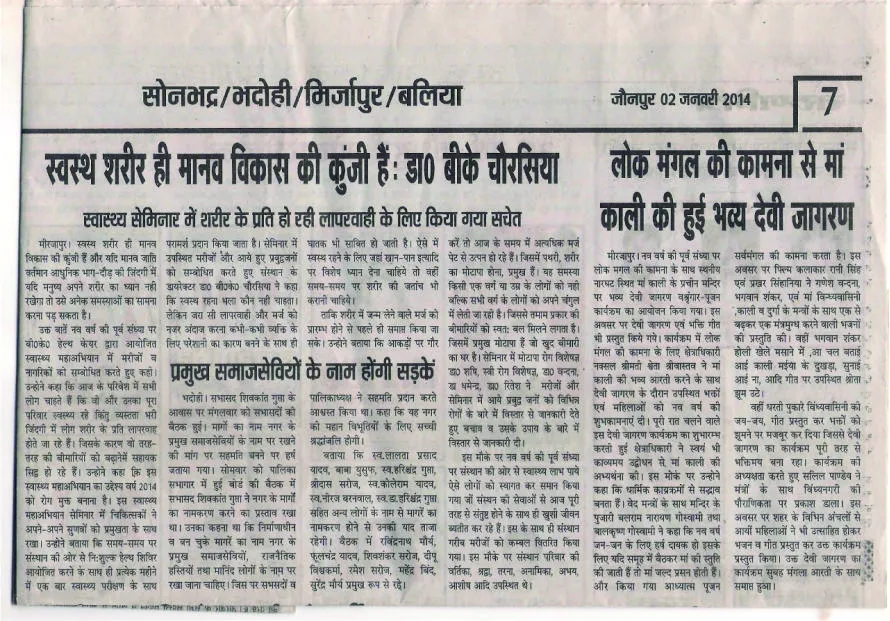 सोनभद्र/भदोही/मिर्जापुर/बलिया
जौनपुर 02 जनवरी 2014
7
स्वस्थ शरीर ही मानव विकास की कुंजी हैं: डा0 बीके चौरसिया
स्वास्थ्य सेमिनार में शरीर के प्रति हो रही लापरवाही के लिए किया गया सचेत
मीरजापुर। स्वस्थ शरीर ही मानव
विकास की कुंजी हैं और यदि मानव जाति
वर्तमान आधुनिक भाग-दौड़ की जिंदगी में
यदि मनुष्य अपने शरीर का ध्यान नही
रखेगा तो उसे अनेक समस्याओं का सामना
करना पड़ सकता है।
उक्त बातें नव वर्ष की पूर्व संध्या पर
बी0के0 हेल्थ केयर द्वारा आयोजित
स्वास्थ्य महाअभियान में मरीजों व
नागरिकों को सम्बोधित करते हुए कहा।
उन्होने कहा कि आज के परिवेश में सभी
लोग चाहते हैं कि वो और उनका पूरा
परिवार स्वस्थ्य रहे किंतु व्यस्तता भरी
जिंदगी में लोग शरीर के प्रति लापरवाह
होते जा रहे हैं। जिसके कारण वो तरह-
तरह की बीमारियों को बढ़ानेमें सहायक
सिद्व हो रहे हैं। उन्होने कहा कि इस
स्वास्थ्य महाअभियान का उद्देश्य वर्ष 2014
को रोग मुक्त बनाना है। इस स्वास्थ्य
महाअभियान सेमिनार में चिकित्सकों ने
अपने-अपने सुणवों को प्रमुखता के साथ
रखा। उन्होने बताया कि समय-समय पर
संस्थान की ओर से निःशुल्क हेल्थ शिविर
आयोजित करने के साथ ही प्रत्येक महीने
में एक बार स्वास्थ्य परीक्षण के साथ
परामर्श प्रदान किया जाता है। सेमिनार में
उपस्थित मरीजों और आये हुए प्रबुद्वजनों
को सम्बोधित करते हुए संस्थान के
डायरेक्टर डा0 बी0के0 चौरसिया ने कहा
कि स्वस्थ रहना भला कौन नही चाहता।
लेकिन जरा सी लापरवाही और मर्ज को
नजर अंदाज करना कभी-कभी व्यक्ति के
लिए परेशानी का कारण बनने के साथ ही
घातक भी साबित हो जाती है। ऐसे में
स्वस्थ रहने के लिए जहां खान-पान इत्यादि
पर विशेष ध्यान देना चाहिये तो वहीं
समय-समय पर शरीर की जतांच भी
करानी चाहिये।
ताकि शरीर में जन्म लेने वाले मर्ज को
प्रारम्भ होने से पहले ही समाप्त किया जा
सके। उन्होने बताया कि आकड़ों पर गौर
करें तो आज के समय में अत्यधिक मर्ज
पेट से उत्पन हो रहे हैं। जिसमें पथरी, शरीर
का मोटापा होना, प्रमुख हैं। यह समस्या
किसी एक वर्ग या उम्र के लोगों को नही
बल्कि सभी वर्ग के लोगों को अपने चंगुल
में लेती जा रही है। जिससे तमाम प्रकार की
बीमारियों को स्वत: बल मिलने लगता है।
जिसमें प्रमुख मोटापा हैं जो खुद बीमारी
का घर है। सेमिनार में मोटापा रोग विशेषज्ञ
डा0 शशि, स्त्री रोग विशेषज्ञ, डा0 वन्दना,
डा धमेन्द्र, डा0 रितेश ने मरीजों और
सेमिनार में आये प्रबुद्व जनों को विभिन्न
रोगों के बारे में विस्तार से जानकारी देते
हुए बचाव व उसके उपाय के बारे में
विस्तार से जानकारी दी।
इस मौके पर नव वर्ष की पूर्व संध्या
पर संस्थान की ओर से स्वास्थ्य लाभ पाये
ऐसे लोगों को स्वागत कर समान किया
गया जों संस्थान की सेवाओं से आज पूरी
तरह से संतुष्ट होने के साथ ही खुशी जीवन
व्यतीत कर रहे हैं। इस के साथ ही संस्थान
गरीब मरीजों को कम्बल वितरित किया
गया। इस मौके पर संस्थान परिवार की
वर्तिका, श्रद्वा, तरना, अनामिका, अभय,
आशीष आदि उपस्थित थे।
प्रमुख समाजसेवियों के नाम होंगी सड़कें
भदोही। सभासद शिवकांत गुप्ता के
आवास पर मंगलवार को सभासदों की
बैठक हुई। मार्गो का नाम नगर के
प्रमुख समाजसेवियों के नाम पर रखने
की मांग पर सहमति बनने पर हर्ष
जताया गया। सोमवार को पालिका
सभागार में हुई बोर्ड की बैठक में
सभासद शिवकांत गुप्ता ने नगर के मार्गों
का नामकरण करने का प्रस्ताव रखा
था। उनका कहना था कि निर्माणाधीन
व बन चुके मार्गो का नाम नगर के
प्रमुख समाजसेवियों, राजनैतिक
हस्तियों तथा मानिंद लोगों के नाम पर
रखा जाना चाहिए। जिस पर सभसदों व
पालिकाध्यक्ष ने सहमति प्रदान करते
आश्वस्त किया था। कहा कि यह नगर
की महान विभूतियों के लिए सच्ची
श्रद्धांजलि होगी।
बताया कि स्व.लालता प्रसाद
यादव, बाबा युसुफ, स्व.हरिश्चंद्र गुप्ता,
श्रीदास सरोज, स्व.कोलेराम यादव,
स्व.नीरज बरनवाल, स्व.डा.हरिश्चंद्र गुप्ता
सहित अन्य लोगों के नाम से मार्गो का
नामकरण होने से उनकी याद ताजा
रहेगी। बैठक में रविंद्रनाथ मौर्य,
फूलचंद्र यादव, शिवशंकर सरोज, दीपू
विश्वकर्मा, रमेश सरोज, महेंद्र बिंद,
सुरेंद्र मौर्य प्रमुख रूप से रहे।
लोक मंगल की कामना से मां
काली की हुई भव्य देवी जागरण
मीरजापुर। नव वर्ष की पूर्व संध्या पर
लोक मंगल की कामना के साथ स्थनीय
नारघट स्थित मां काली के प्रचीन मन्दिर
पर भव्य देवी जागरण वश्रृंगार-पूजन
कार्यक्रम का आयोजन किया गया। इस
अवसर पर देवी जागरण एवं भक्ति गीत
भी प्रस्तुत किये गये। कार्यक्रम में लोक
मंगल की कामना के लिए क्षेत्राधिकारी
नक्सल श्रीमती श्वेता श्रीवास्तव ने मां
काली की भव्य आरती करने के साथ
देवी जागरण के दौरान उपस्थित भक्तों
एवं महिलाओं को नव वर्ष की
शुभकामनाएं दी। पूरी रात चलने वाले
इस देवी जागरण कार्यक्रम का शुभारम्भ
करती हुई क्षेत्राधिकारी ने स्वयं भी
काव्यमय उद्वोधन से मां काली की
अभ्यर्थना की। इस मौके पर उन्होने
कहा कि धार्मिक काय्रक्रमों से सद्भाव
बनता हैं। वेद मन्त्रों के साथ मन्दिर के
पुजारी बलराम नारायण गोस्वामी तथा
बालकृष्ण गोस्वामी ने कहा कि नव वर्ष
जन-जन के लिए हर्ष दायक हो इसके
लिए यदि समूह में बैठकर मां की स्तुति
की जाती हैं तो मां जल्द प्रसन होती हैं।
और किया गया आध्यात्म पूजन
सर्वमंगल की कामना करता है। इस
अवसर पर फिल्म कलाकार रानी सिंह
एवं प्रखर सिंहानिया ने गणेश वन्दना,
भगवान शंकर, एवं मां विन्ध्यवासिनी
,काली व दुर्गा के मन्त्रों के साथ एक से
बढ़कर एक मंत्रमुग्ध करने वाली भजनों
की प्रस्तुति की। वहीं भगवान शंकर
होली खेले मसाने में ,आ चल बताई
आई काली मईया के दुखड़ा, सुनाई
आई ना, आदि गीत पर उपस्थित श्रोता
झूम उठे।
वहीं धरती पुकारे विंध्यवासिनी की
जय-जय, गीत प्रस्तुत कर भक्तों को
झूमने पर मजबूर कर दिया जिससे देवी
जागरण का कार्यक्रम पूरी तरह से
भक्तिमय बना रहा। कार्यक्रम की
अध्यक्षता करते हुए सलिल पाण्डेय ने
मंत्रों के साथ विंध्यनगरी की
पौराणिकता पर प्रकाश डाला। इस
अवसर पर शहर के विभिन अंचलों से
आयीं महिलाओं ने भी उत्साहित होकर
भजन व गीत प्रस्तुत कर उक्त कार्यक्रम
प्रस्तुत किया। उक्त देवी जागरण का
कार्यक्रम सुबह मंगला आरती के साथ
समाप्त हुआ।